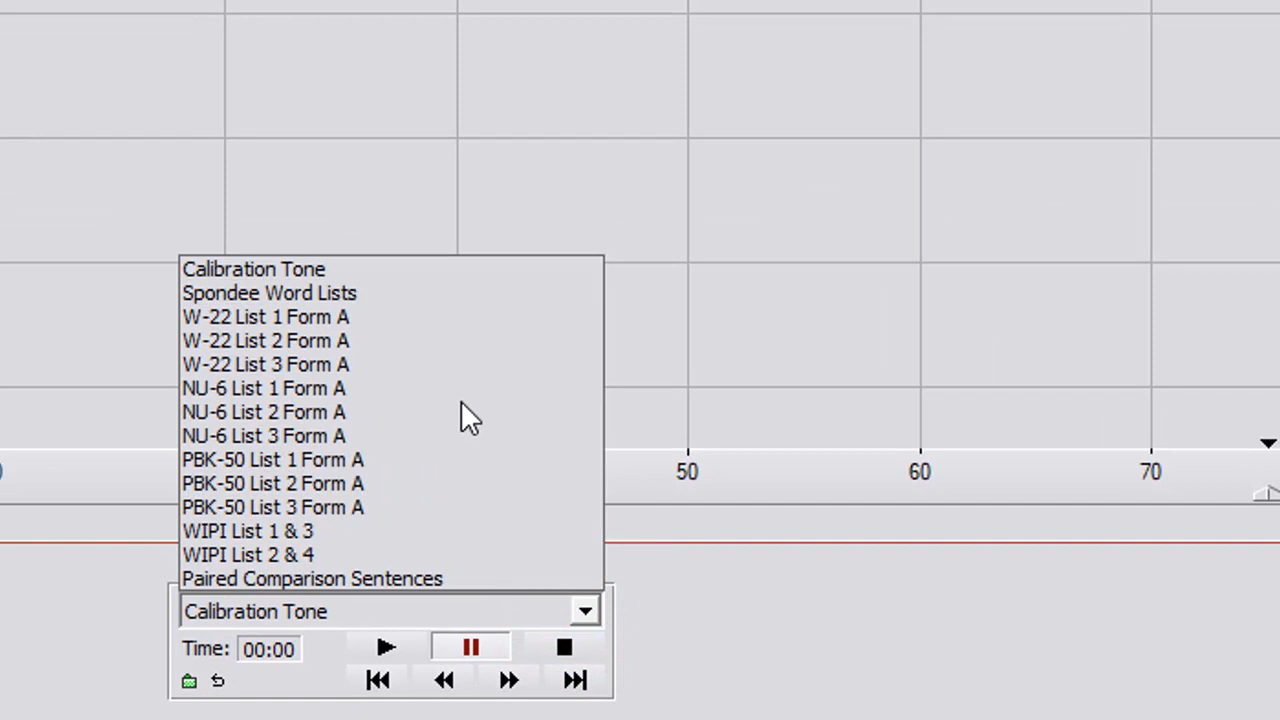 Calibration Tone
Spondee Word Lists
W-22 List 1 Form A
W-22 List 2 Form A
W-22 List 3 Form A
NU-6 List 1 Form A
NU-6 List 2 Form A
NU-6 List 3 Form A
PBK-50 List 1 Form A
50 60 70
PBK-50 List 2 Form A
PBK-50 List 3 Form A
WIPI List 1 & 3
WIPI List 2 & 4
Paired Comparison Sentences
Calibration Tone
Time: 00:00